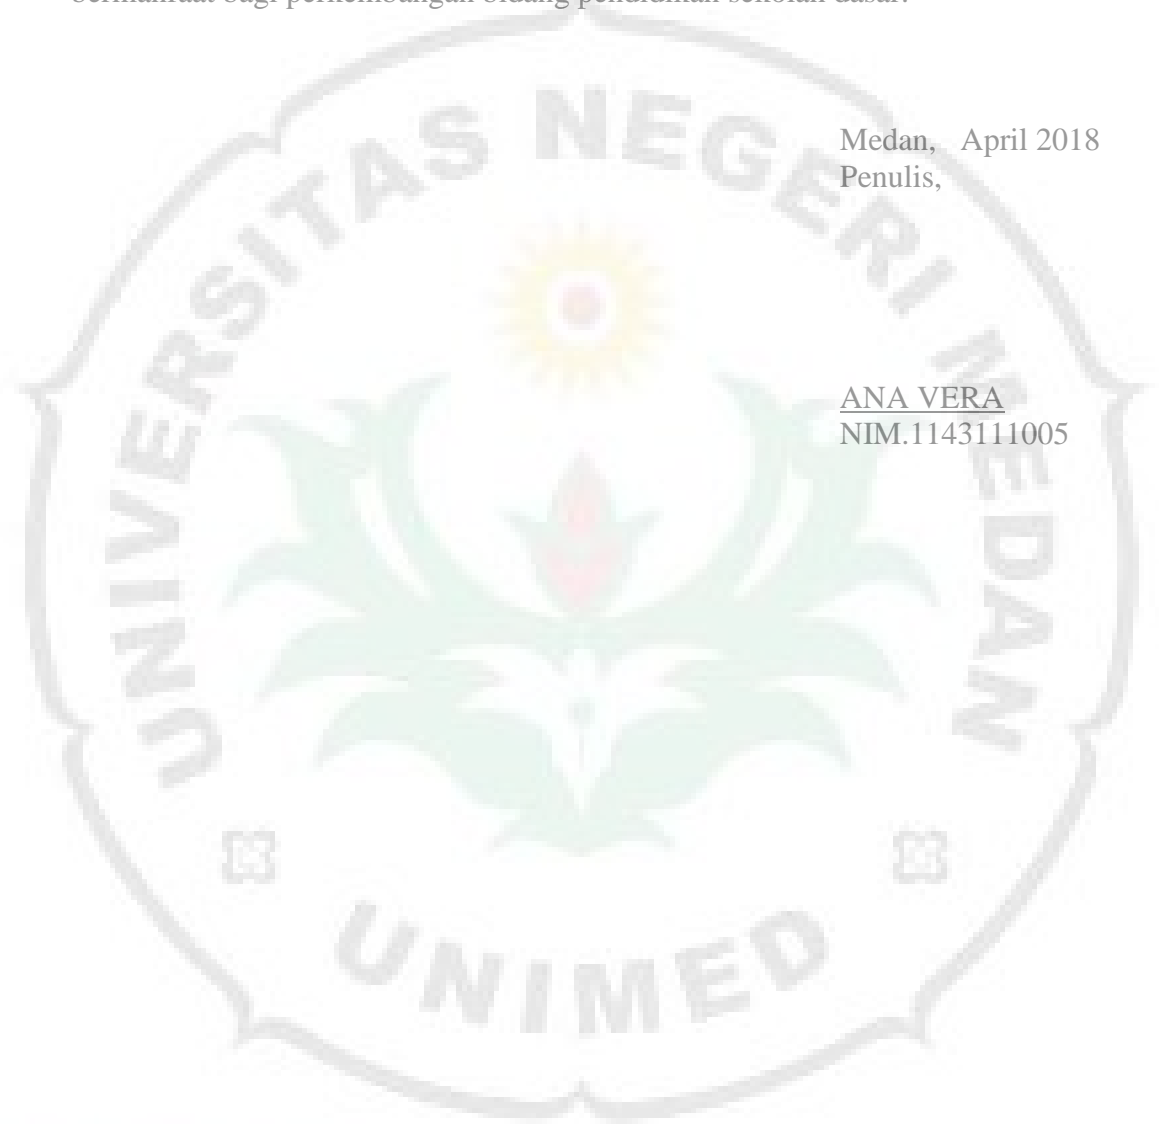 bermanfaat bagi perkembangan bidang pendidikan sekolah dasar.
Medan, April 2018
Penulis,
ANA VERA
NIM.1143111005
UNIVERSITAS NEGERI MEDAN
UNIMED